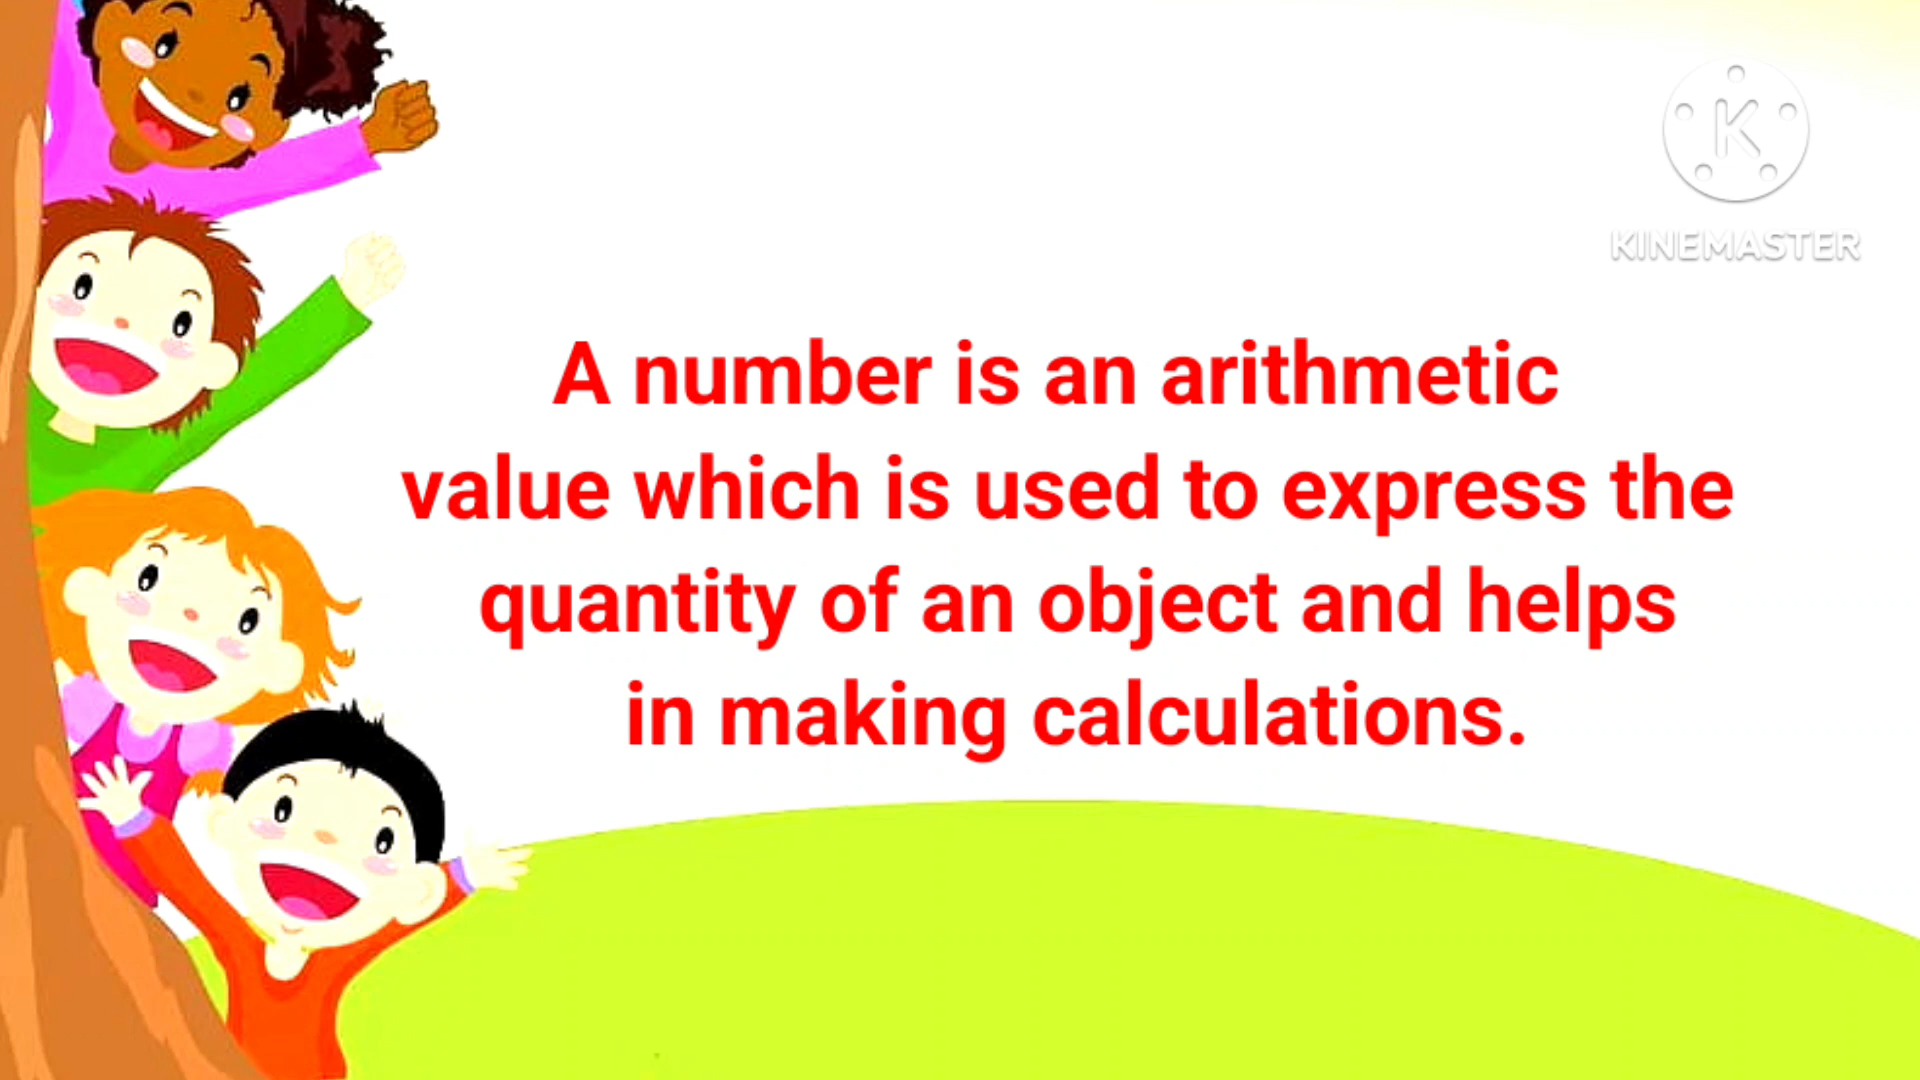 K
KINEMASTER
A number is an arithmetic
value which is used to express the
quantity of an object and helps
in making calculations.